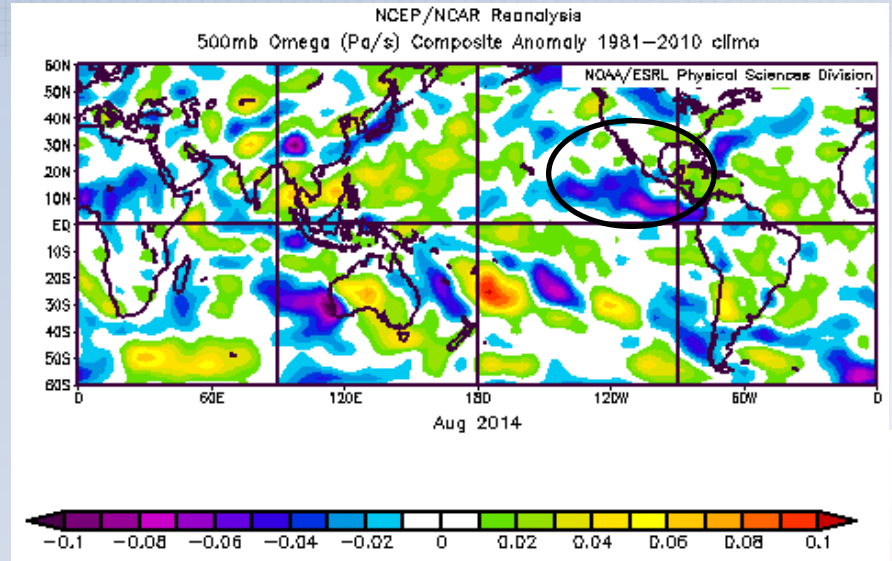 NCEP/NCAR Reanalysis
500mb Omega (Pa/s) Composite Anomaly 1981–2010 climo
NOAA/ESRL Physical Sciences Division
60N
50N
40N
30N
20N
10N
EQ
10S
20S
30S
40S
50S
60S
0 60E 120E 180 120W 60W 0
Aug 2014
−0.1 −0.08 −0.06 −0.04 −0.02 0 0.02 0.04 0.06 0.08 0.1